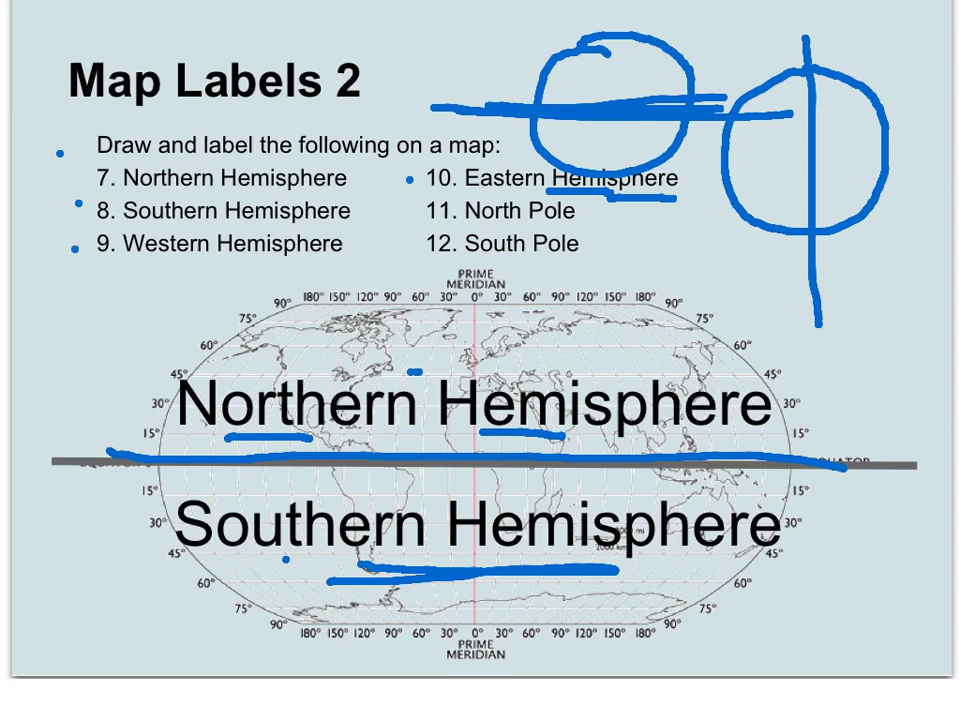 Map Labels 2
Draw and label the following on a map:
7. Northern Hemisphere
8. Southern Hemisphere
9. Western Hemisphere
10. Eastern Hemisphere
11. North Pole
12. South Pole
PRIME
MERIDIAN
180° 150° 120° 90° 60° 30° 0° 30° 60° 90° 120° 150° 180°
90° 90°
75° 75°
60° 60°
45° 45°
Northern Hemisphere
30° 30°
15° 15°
EQUATOR EQUATOR
15° 15°
Southern Hemisphere
30° 30°
2000 km
45° 45°
60° 60°
75° 75°
90° 90°
180° 150° 120° 90° 60° 30° 0° 30° 60° 90° 120° 150° 180°
PRIME
MERIDIAN